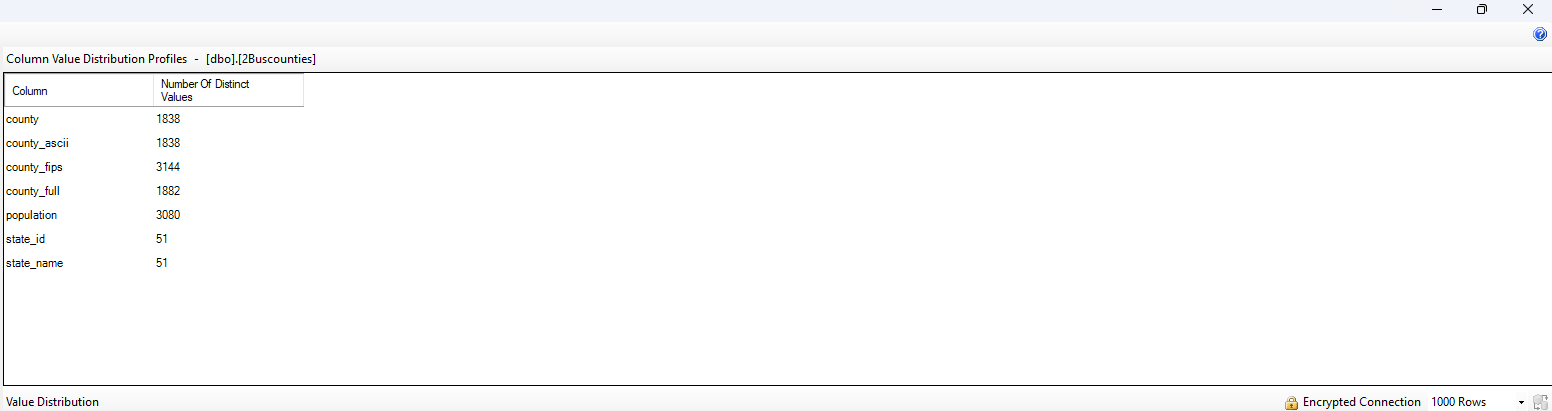 Column Value Distribution Profiles - [dbo].[2Buscounties]
Column Number Of Distinct Values
county 1838
county_ascii 1838
county_fips 3144
county_full 1882
population 3080
state_id 51
state_name 51
Value Distribution Encrypted Connection 1000 Rows